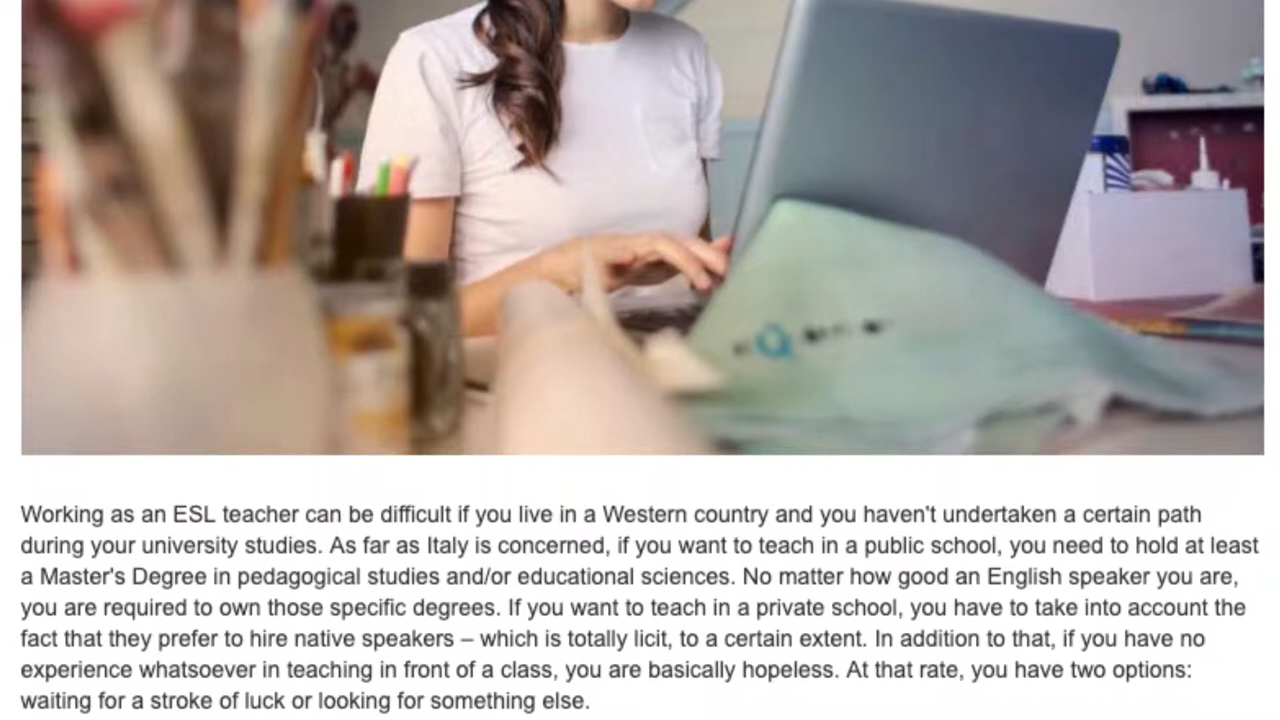 Working as an ESL teacher can be difficult if you live in a Western country and you haven't undertaken a certain path
during your university studies. As far as Italy is concerned, if you want to teach in a public school, you need to hold at least
a Master's Degree in pedagogical studies and/or educational sciences. No matter how good an English speaker you are,
you are required to own those specific degrees. If you want to teach in a private school, you have to take into account the
fact that they prefer to hire native speakers – which is totally licit, to a certain extent. In addition to that, if you have no
experience whatsoever in teaching in front of a class, you are basically hopeless. At that rate, you have two options:
waiting for a stroke of luck or looking for something else.